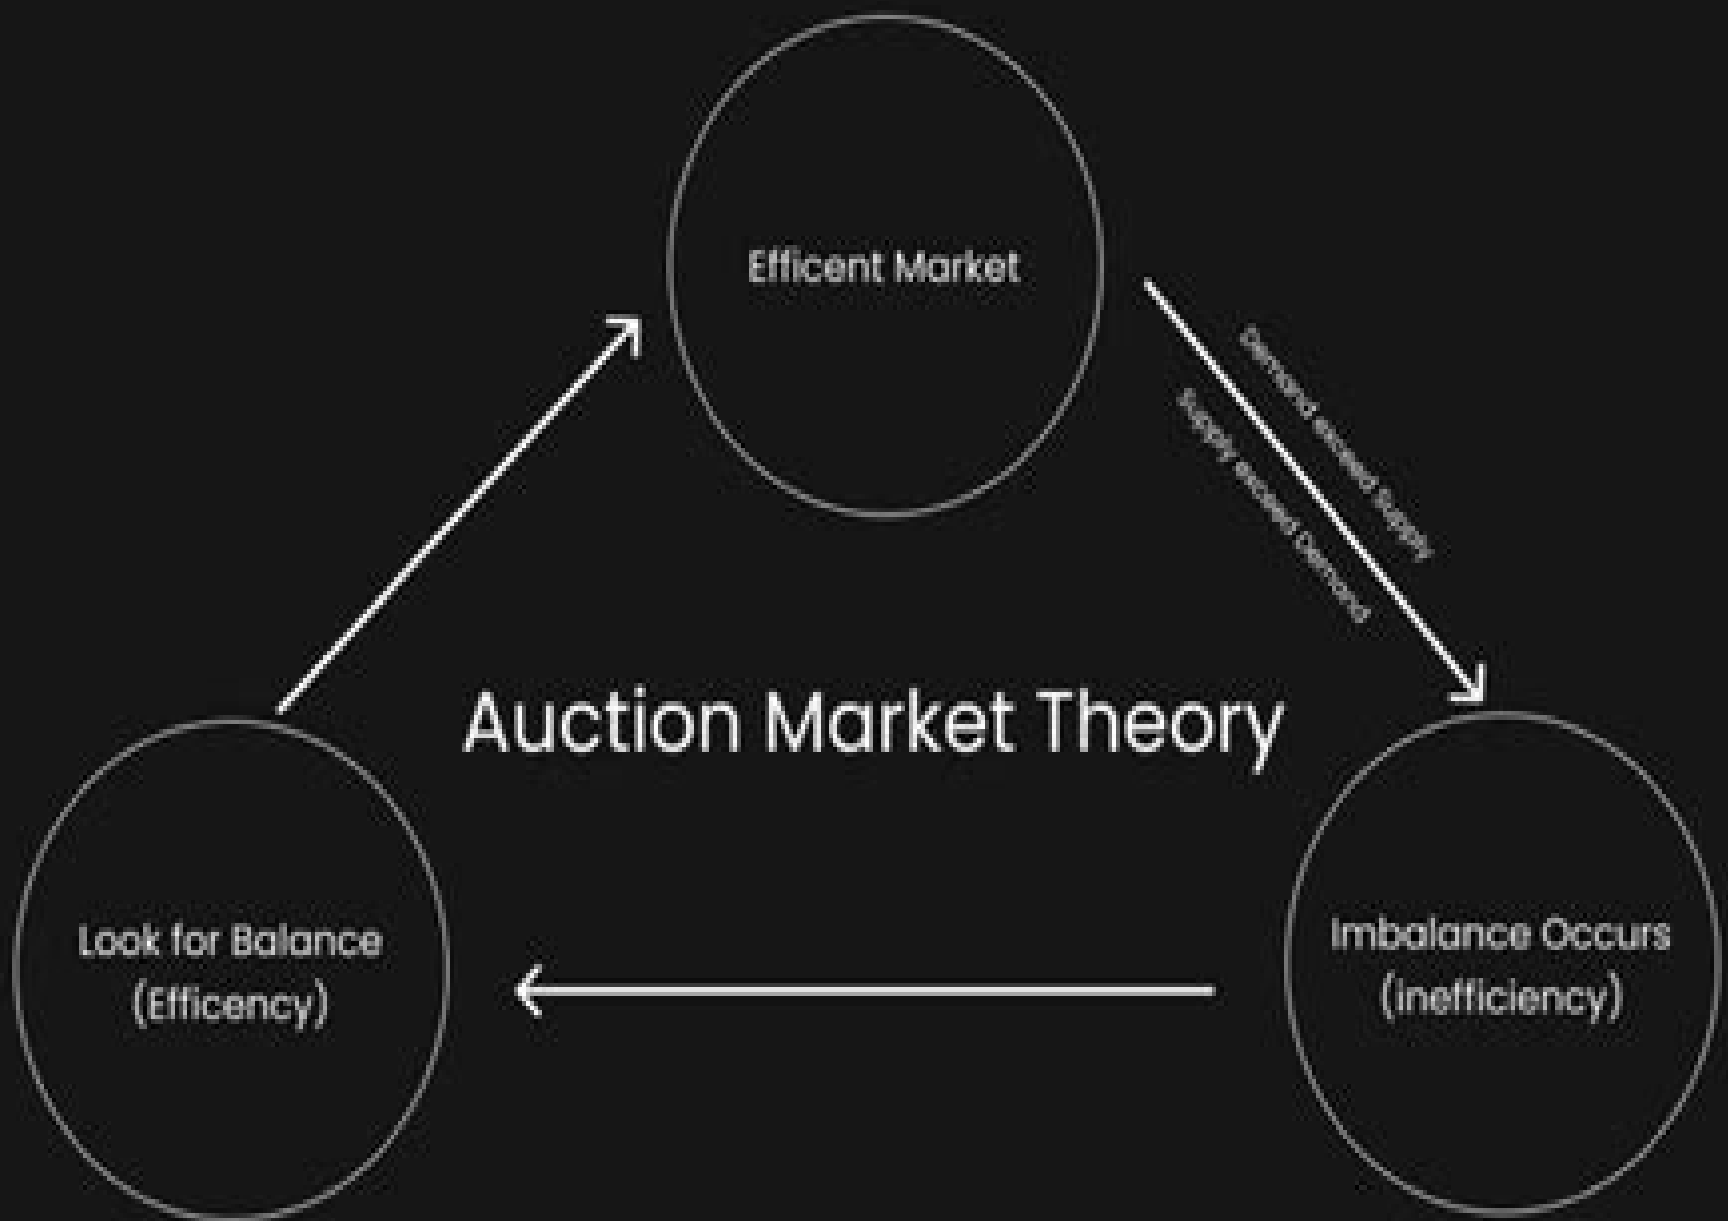 Efficent Market
Demand exceed Supply
Supply exceed Demand
Auction Market Theory
Look for Balance
(Efficency)
Imbalance Occurs
(inefficiency)